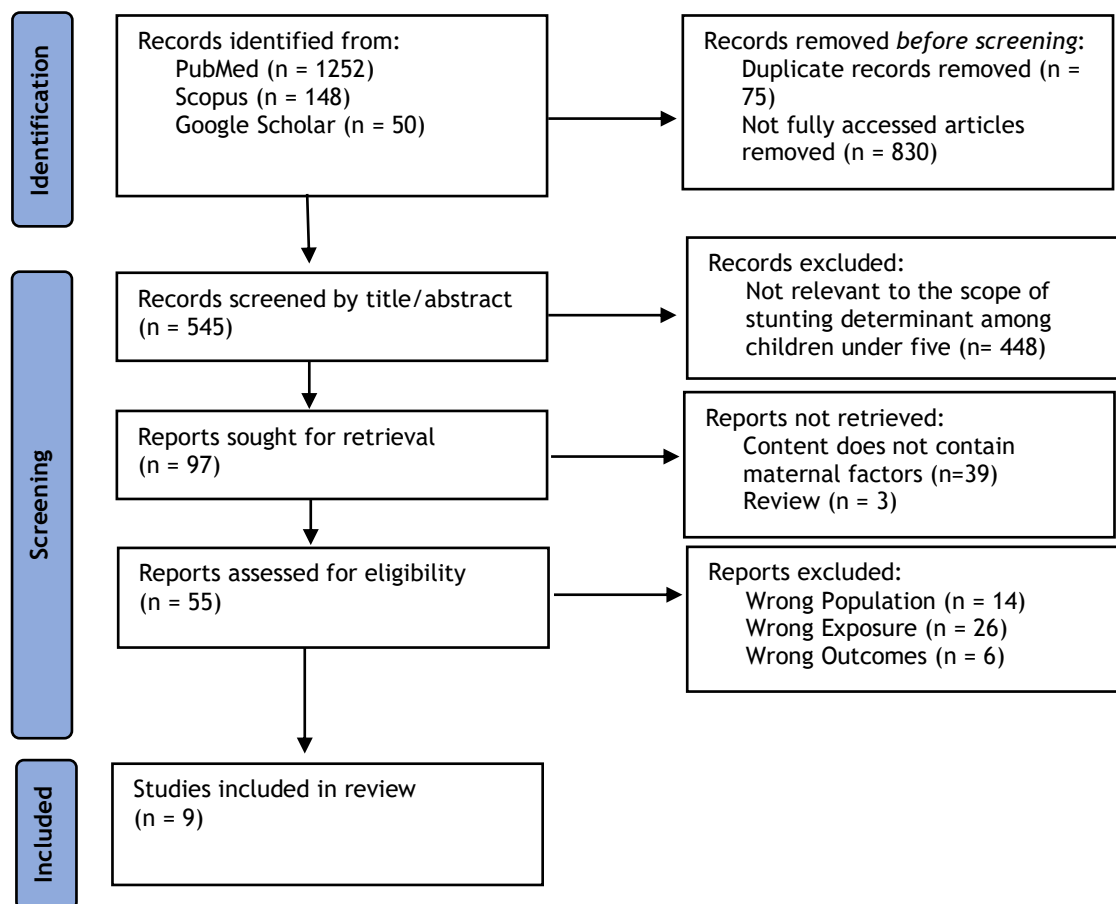 Identification
Records identified from:
PubMed (n = 1252)
Scopus (n = 148)
Google Scholar (n = 50)
Records removed before screening:
Duplicate records removed (n =
75)
Not fully accessed articles
removed (n = 830)
Screening
Records screened by title/abstract
(n = 545)
Records excluded:
Not relevant to the scope of
stunting determinant among
children under five (n= 448)
Reports sought for retrieval
(n = 97)
Reports not retrieved:
Content does not contain
maternal factors (n=39)
Review (n = 3)
Reports assessed for eligibility
(n = 55)
Reports excluded:
Wrong Population (n = 14)
Wrong Exposure (n = 26)
Wrong Outcomes (n = 6)
Included
Studies included in review
(n = 9)